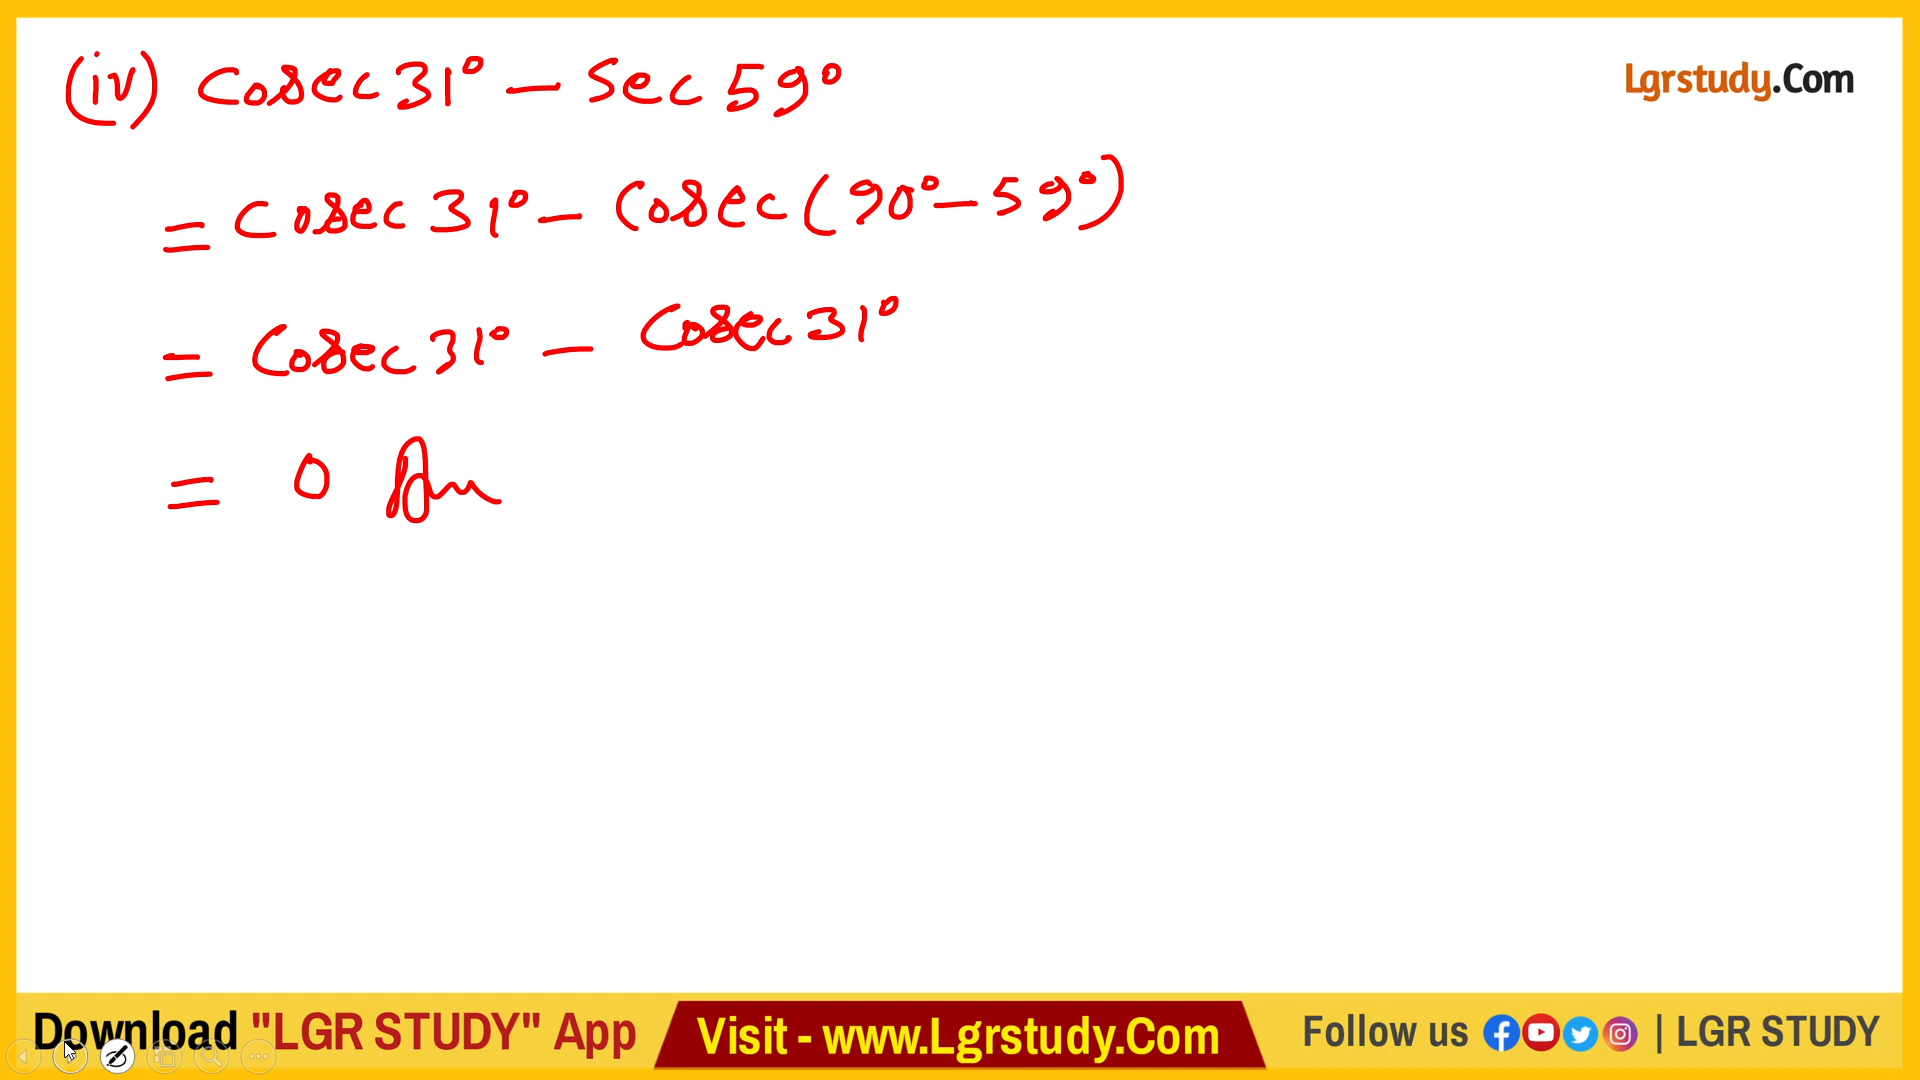 (iv) Cosec 31° - Sec 59°
Lgrstudy.Com
= Cosec 31° - Cosec (90° - 59°)
= Cosec 31° - Cosec 31°
= 0 Ans
Download "LGR STUDY" App
Visit - www.Lgrstudy.Com
Follow us | LGR STUDY